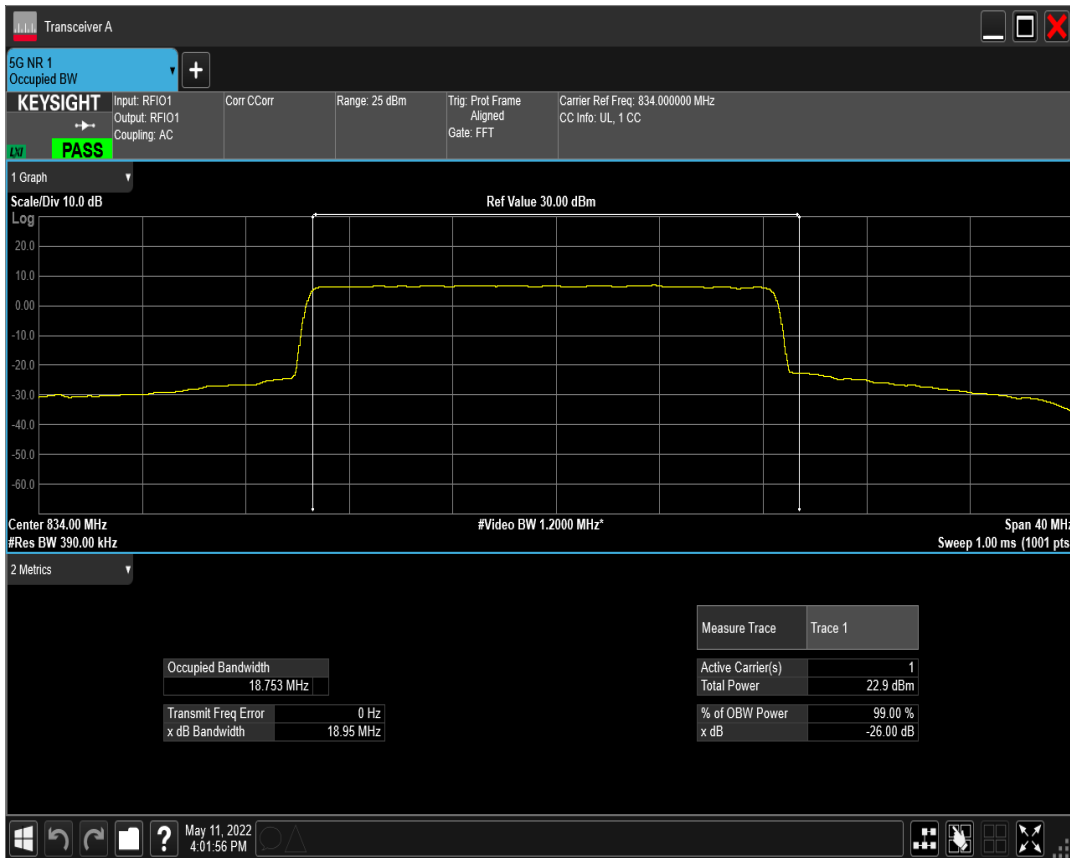 Transceiver A
5G NR 1
Occupied BW
KEYSIGHT
LXI
PASS
Input: RFIO1
Output: RFIO1
Coupling: AC
Corr CCorr
Range: 25 dBm
Trig: Prot Frame
Aligned
Gate: FFT
Carrier Ref Freq: 834.000000 MHz
CC Info: UL, 1 CC
1 Graph
Scale/Div 10.0 dB
Ref Value 30.00 dBm
Log
20.0
10.0
0.00
-10.0
-20.0
-30.0
-40.0
-50.0
-60.0
Center 834.00 MHz
#Video BW 1.2000 MHz*
Span 40 MHz
#Res BW 390.00 kHz
Sweep 1.00 ms (1001 pts
2 Metrics
Measure Trace Trace 1
Occupied Bandwidth
18.753 MHz
Active Carrier(s) 1
Total Power 22.9 dBm
Transmit Freq Error 0 Hz
x dB Bandwidth 18.95 MHz
% of OBW Power 99.00 %
x dB -26.00 dB
?
May 11, 2022
4:01:56 PM